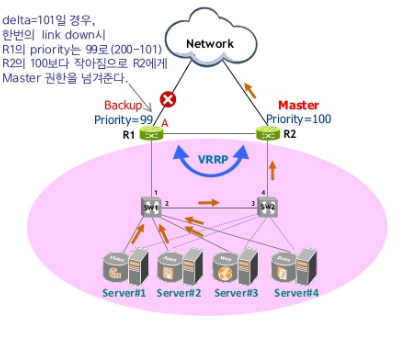 delta=101일 경우,
한번의 link down시
R1의 priority는 99로(200-101)
R2의 100보다 작아짐으로 R2에게
Master 권한을 넘겨준다.
Network
Backup
Priority=99
A
R1
Master
Priority=100
R2
VRRP
1
2
SW1
3
4
SW2
Video
Apps
Web
Data
Server#1
Server#2
Server#3
Server#4